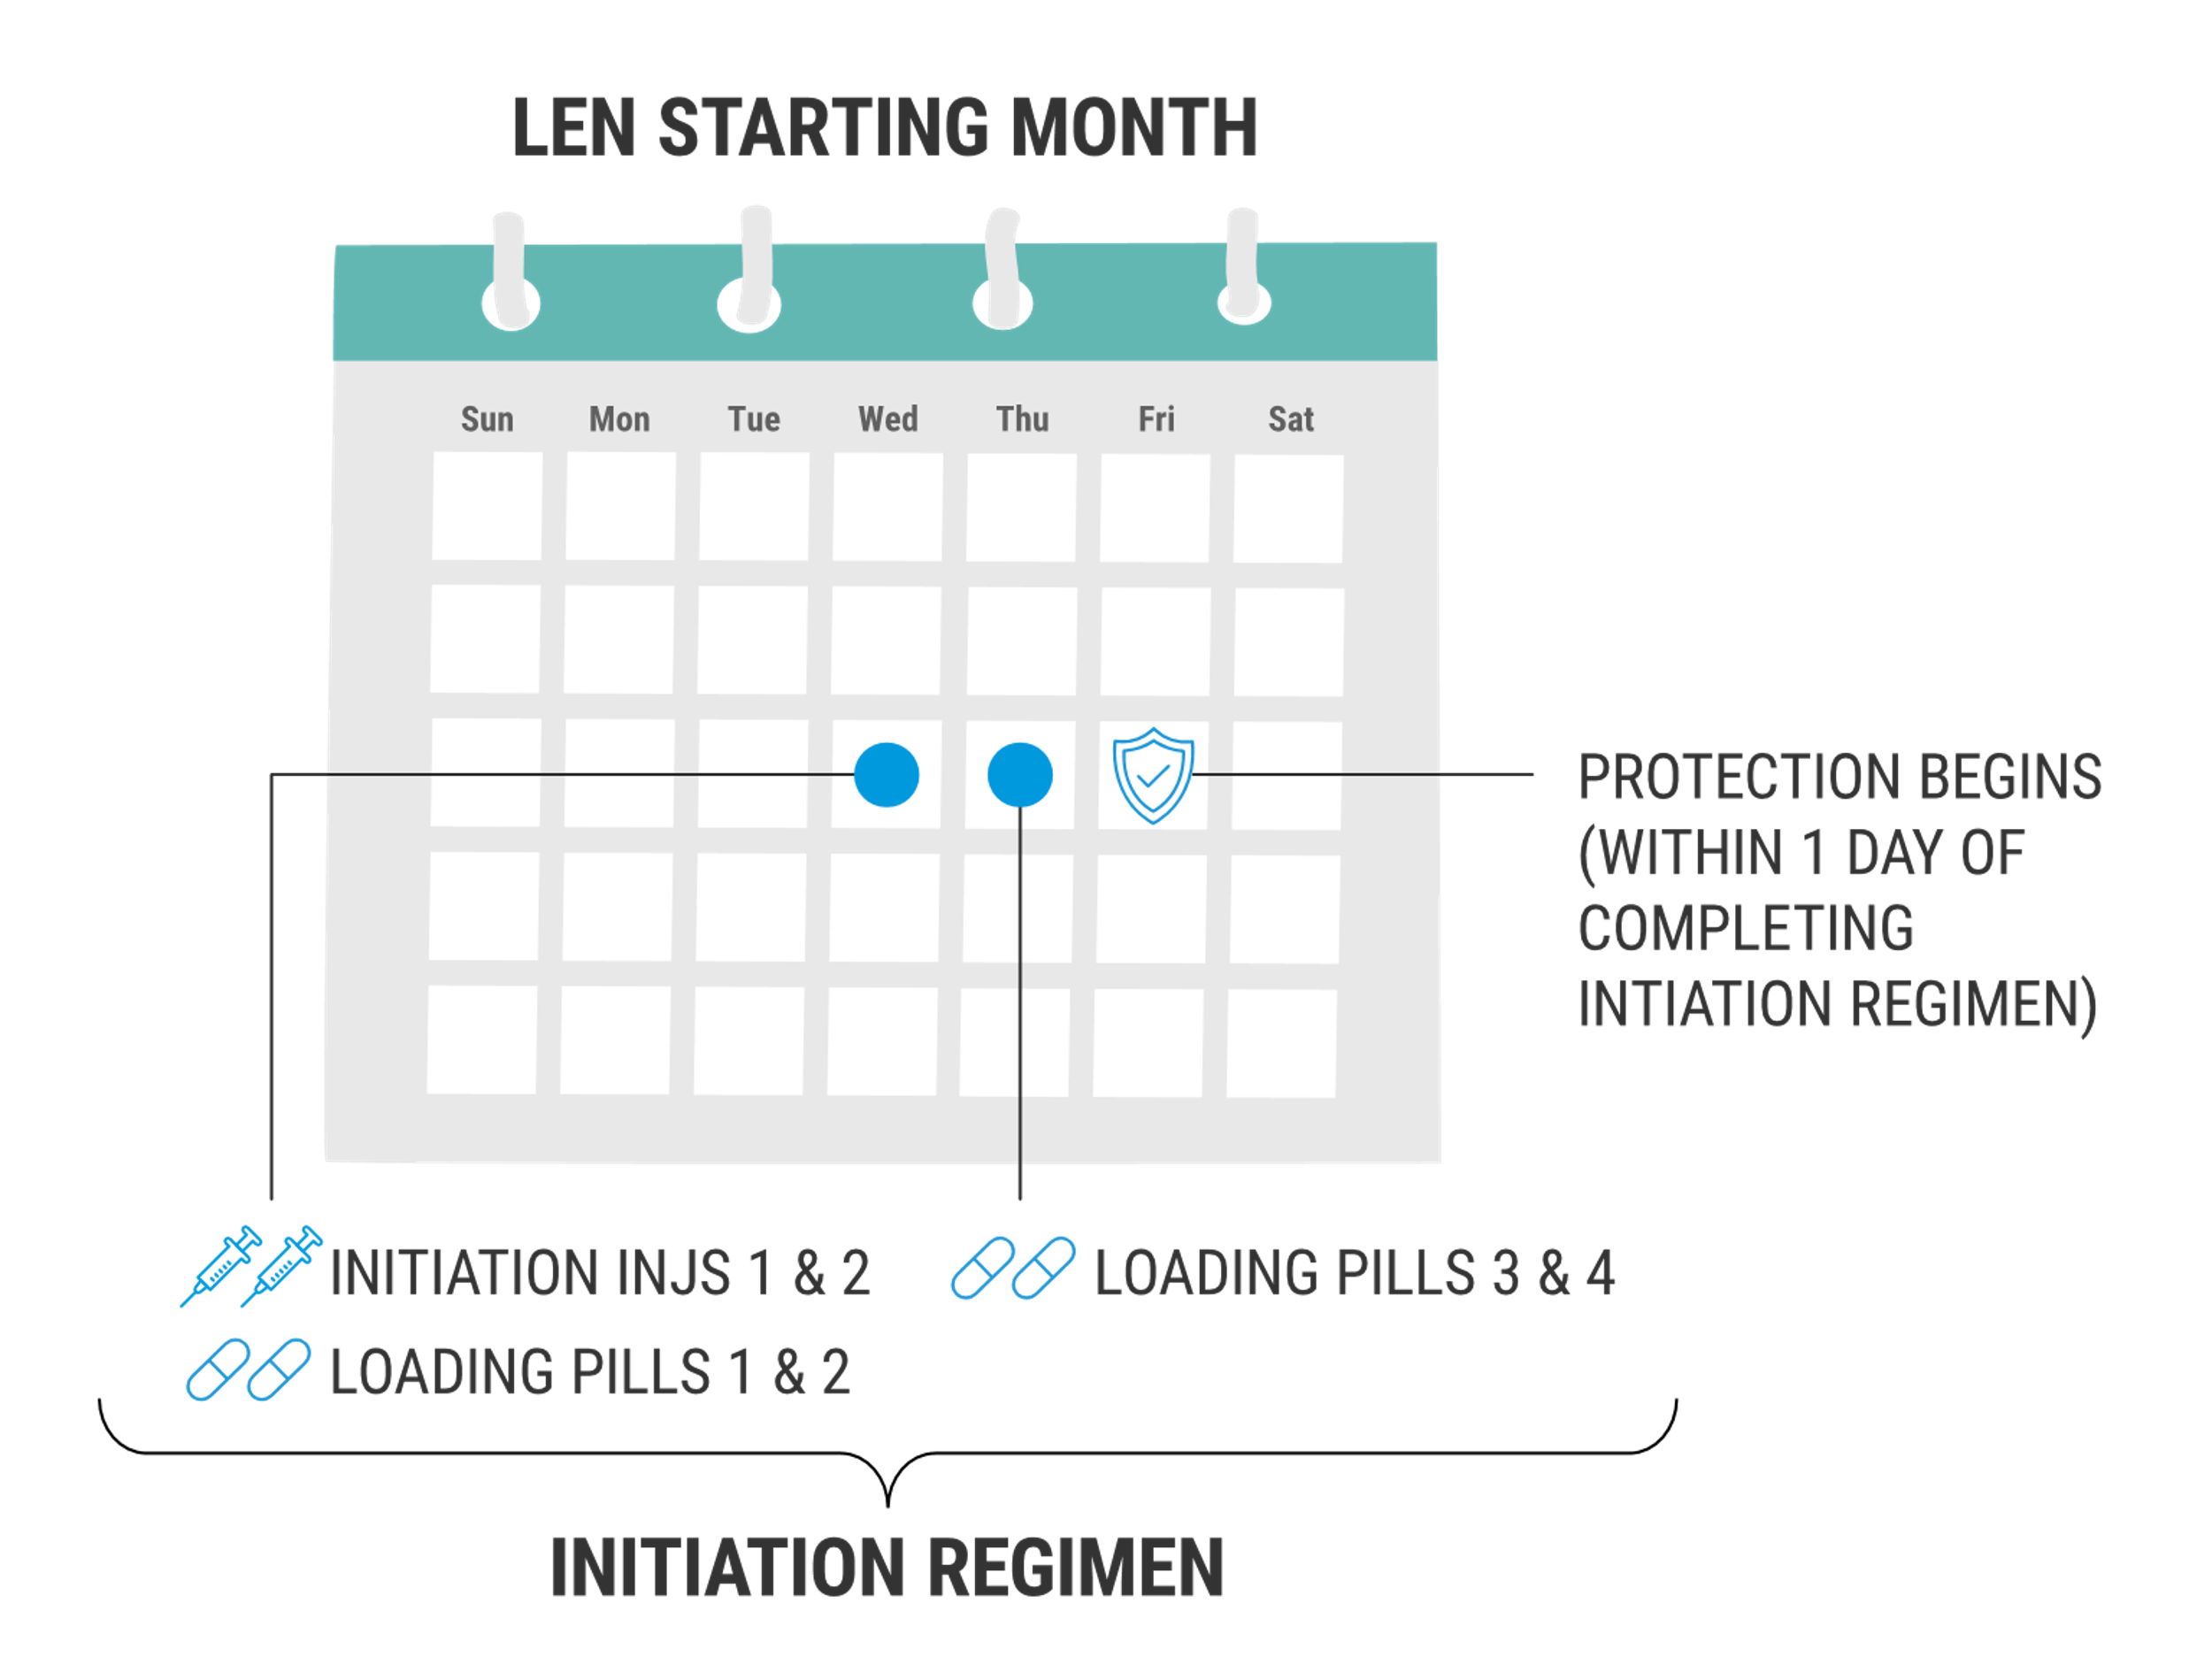 LEN STARTING MONTH
Sun Mon Tue Wed Thu Fri Sat
PROTECTION BEGINS
(WITHIN 1 DAY OF
COMPLETING
INTIATION REGIMEN)
INITIATION INJS 1 & 2
LOADING PILLS 1 & 2
LOADING PILLS 3 & 4
INITIATION REGIMEN